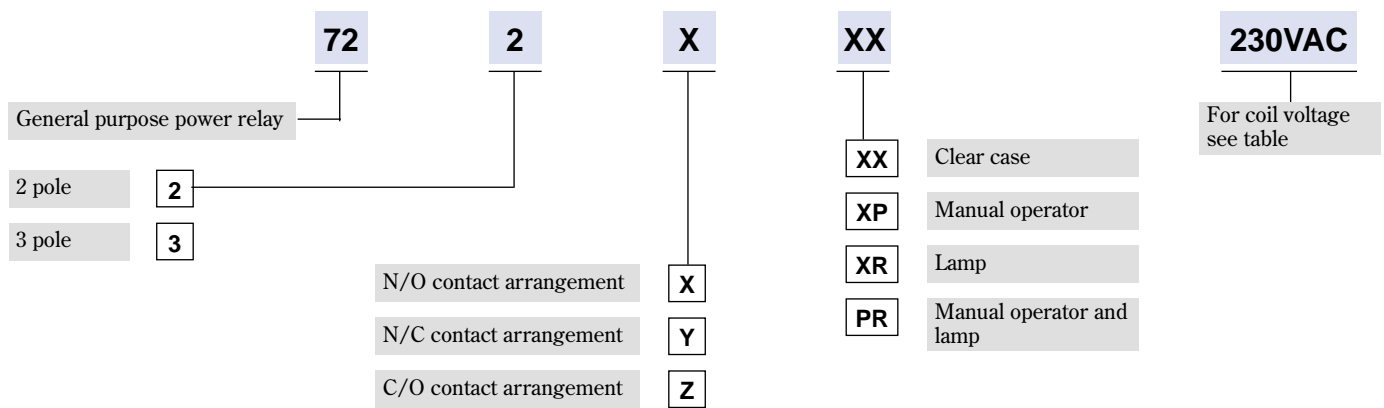 72 2 X XX 230VAC
General purpose power relay
For coil voltage
see table
2 pole 2
3 pole 3
N/O contact arrangement X
N/C contact arrangement Y
C/O contact arrangement Z
XX Clear case
XP Manual operator
XR Lamp
PR Manual operator and
lamp